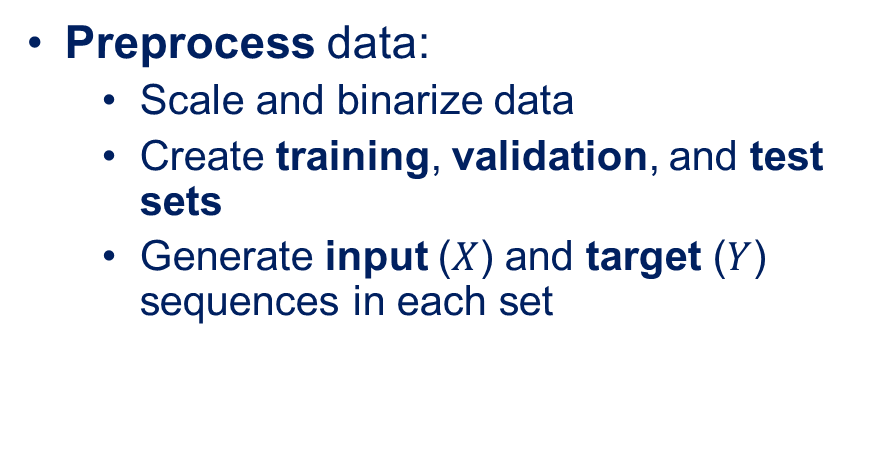 • Preprocess data:
• Scale and binarize data
• Create training, validation, and test
sets
• Generate input (X) and target (Y)
sequences in each set